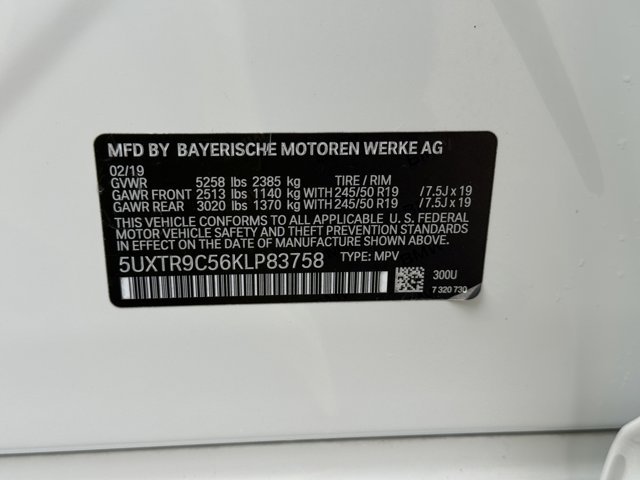 MFD BY BAYERISCHE MOTOREN WERKE AG
02/19
GVWR 5258 lbs 2385 kg TIRE / RIM
GAWR FRONT 2513 lbs 1140 kg WITH 245/50 R19 / 7.5J x 19
GAWR REAR 3020 lbs 1370 kg WITH 245/50 R19 / 7.5J x 19
THIS VEHICLE CONFORMS TO ALL APPLICABLE U. S. FEDERAL
MOTOR VEHICLE SAFETY AND THEFT PREVENTION STANDARDS
IN EFFECT ON THE DATE OF MANUFACTURE SHOWN ABOVE.
5UXTR9C56KLP83758 TYPE: MPV
300U
7 320 730